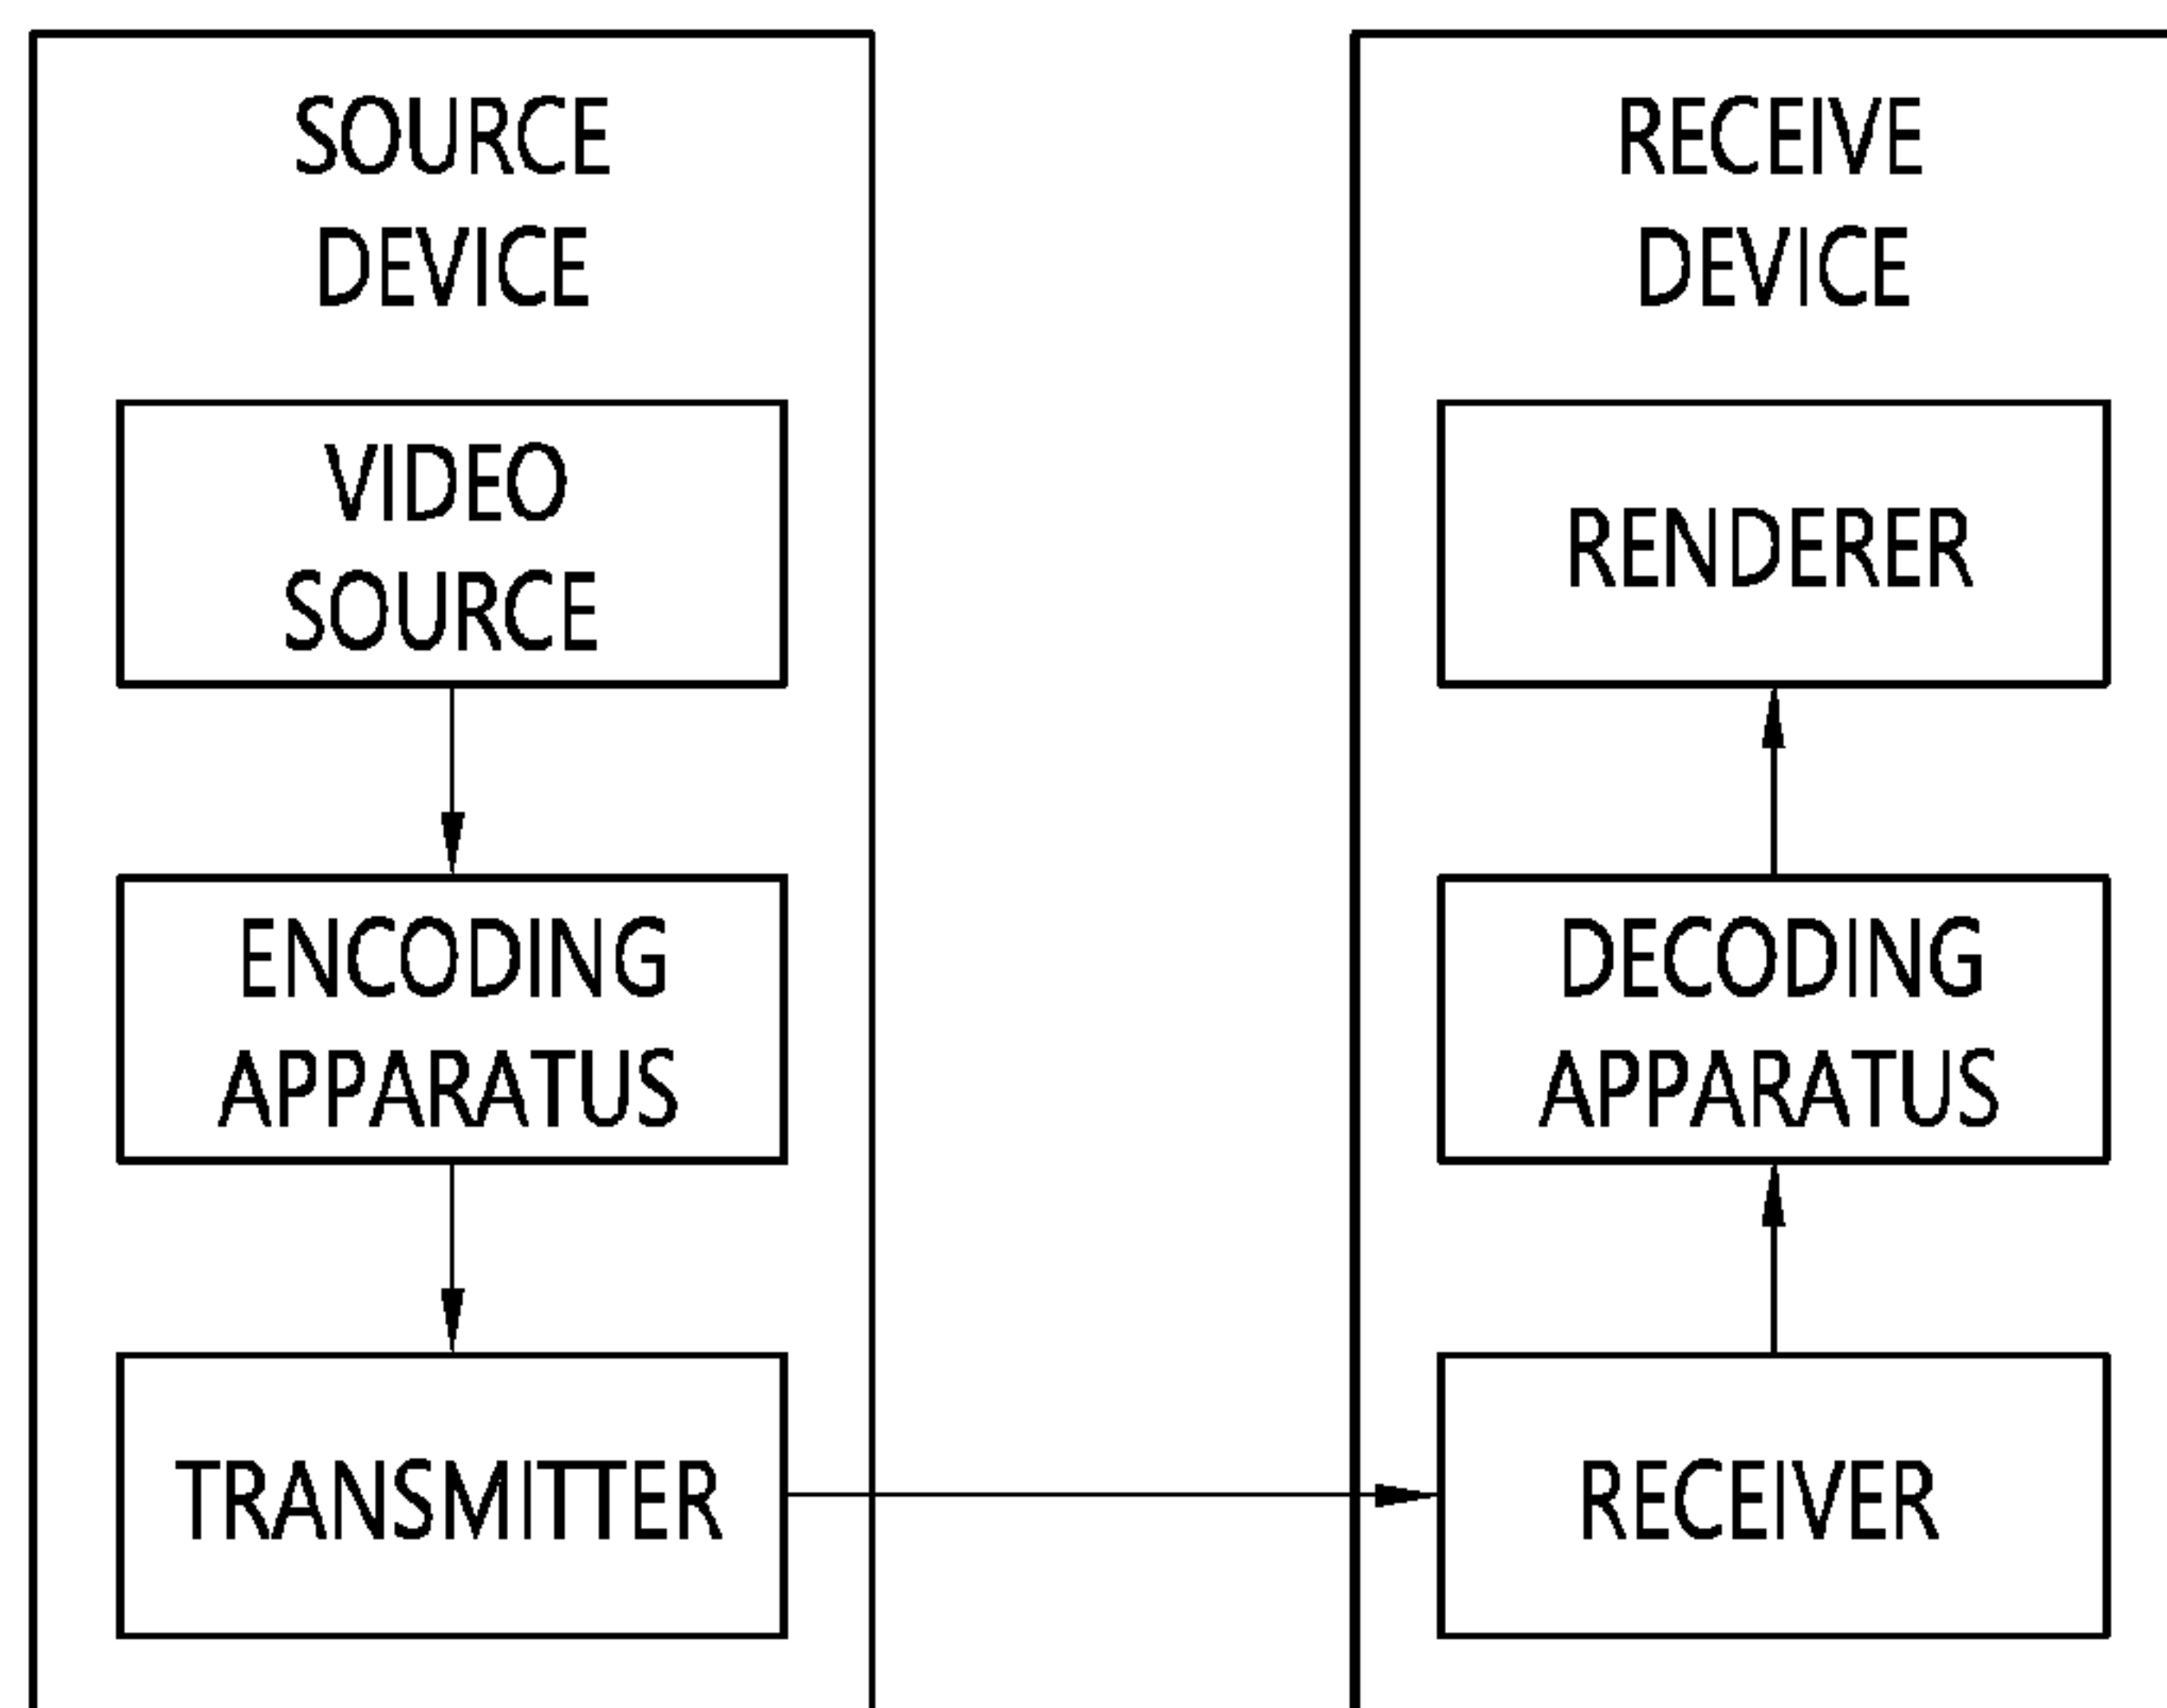 SOURCE
DEVICE
VIDEO
SOURCE
ENCODING
APPARATUS
TRANSMITTER
RECEIVE
DEVICE
RENDERER
DECODING
APPARATUS
RECEIVER